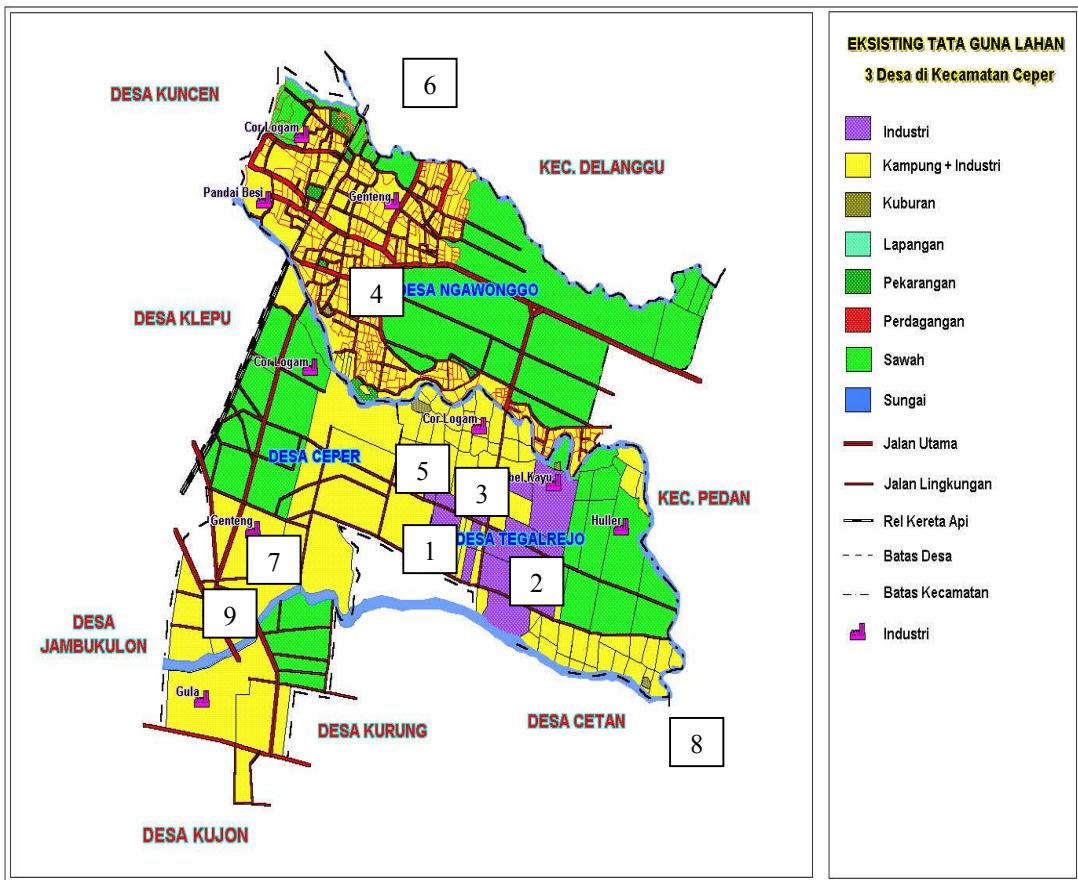 6
DESA KUNCEN
Cor Logam
KEC. DELANGGU
Pandai Besi
Genteng
4
DESA NGAWONGGO
DESA KLEPU
Cor Logam
Cor Logam
DESA CEPER
5
3
bel Kayu
KEC. PEDAN
Genteng
Huller
DESA TEGALREJO
1
7
2
9
DESA
JAMBUKULON
Gula
DESA KURUNG
DESA CETAN
8
DESA KUJON
EKSISTING TATA GUNA LAHAN
3 Desa di Kecamatan Ceper
Industri
Kampung + Industri
Kuburan
Lapangan
Pekarangan
Perdagangan
Sawah
Sungai
Jalan Utama
Jalan Lingkungan
Rel Kereta Api
Batas Desa
Batas Kecamatan
Industri